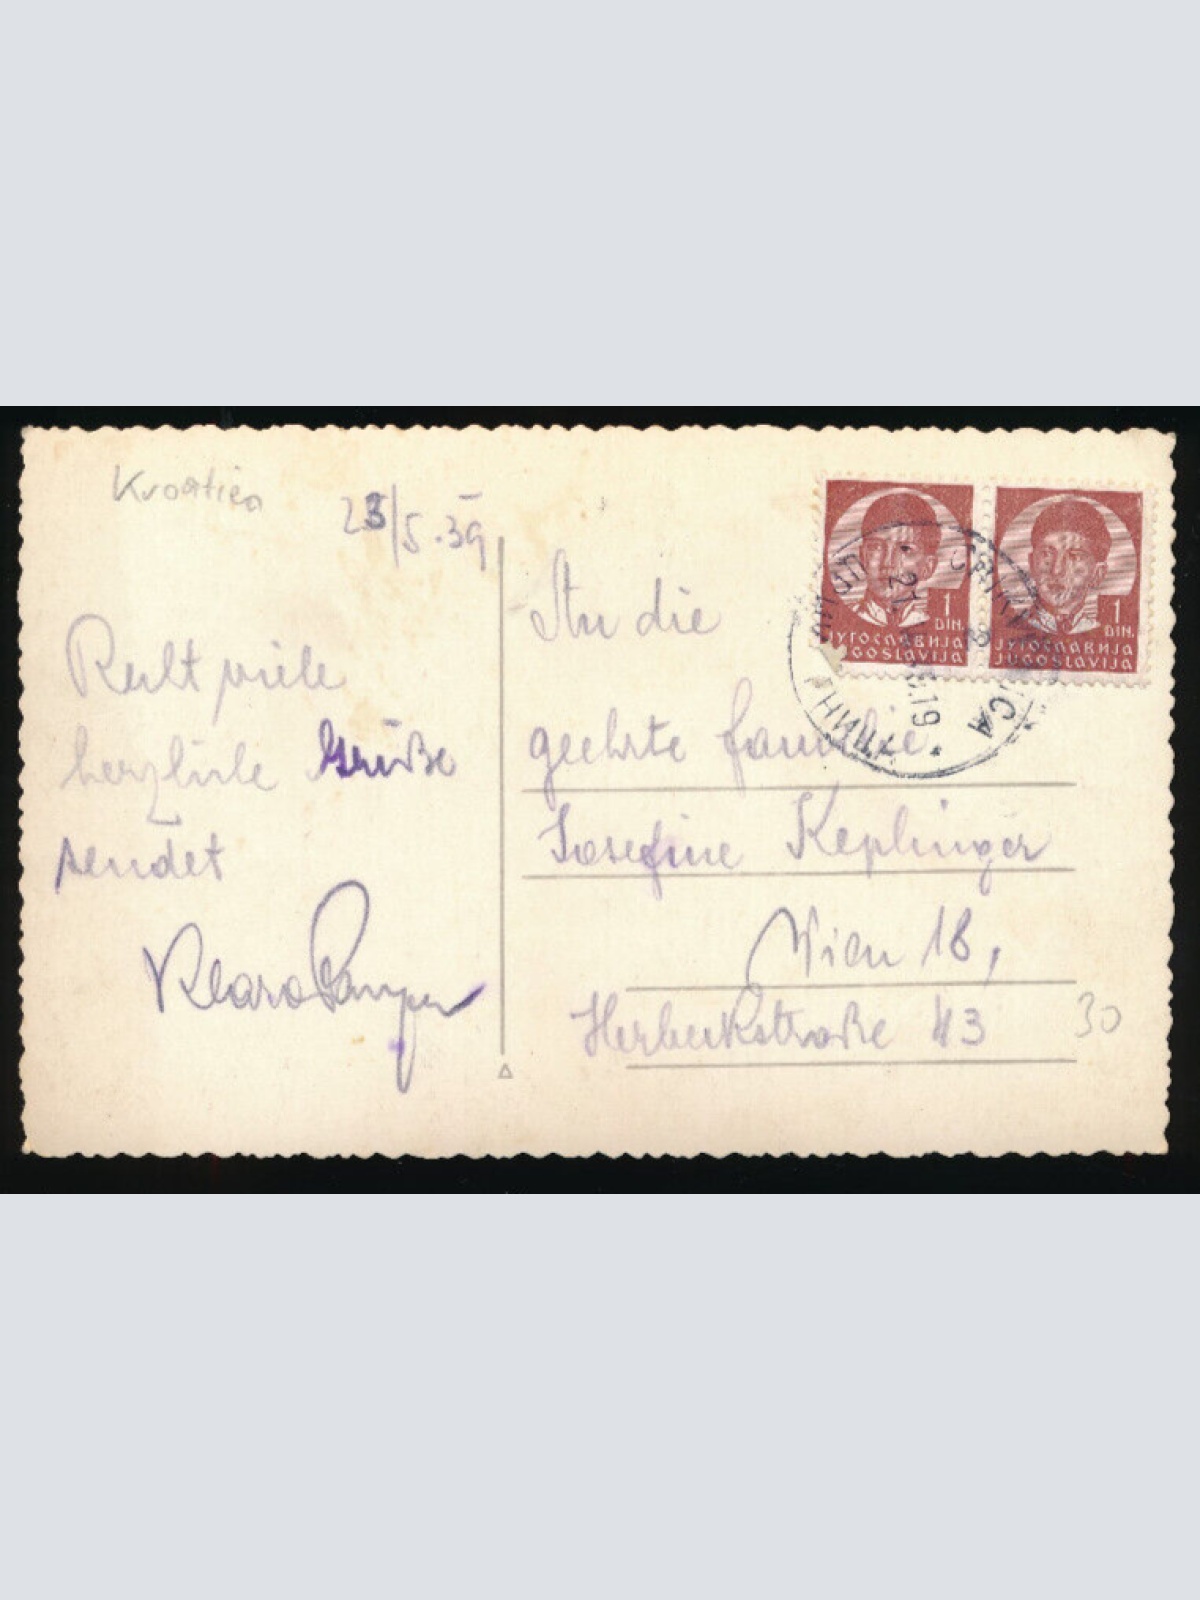 Kroatien
23/5.39
Recht viele
herzliche Grüße
sendet
Klara
An die
geehrte Familie
Josefine Keplinger
Wien 18,
Herbeckstraße 43
30
1
DIN.
ЈУГОСЛАВИЈА
JUGOSLAVIJA
1
DIN.
ЈУГОСЛАВИЈА
JUGOSLAVIJA